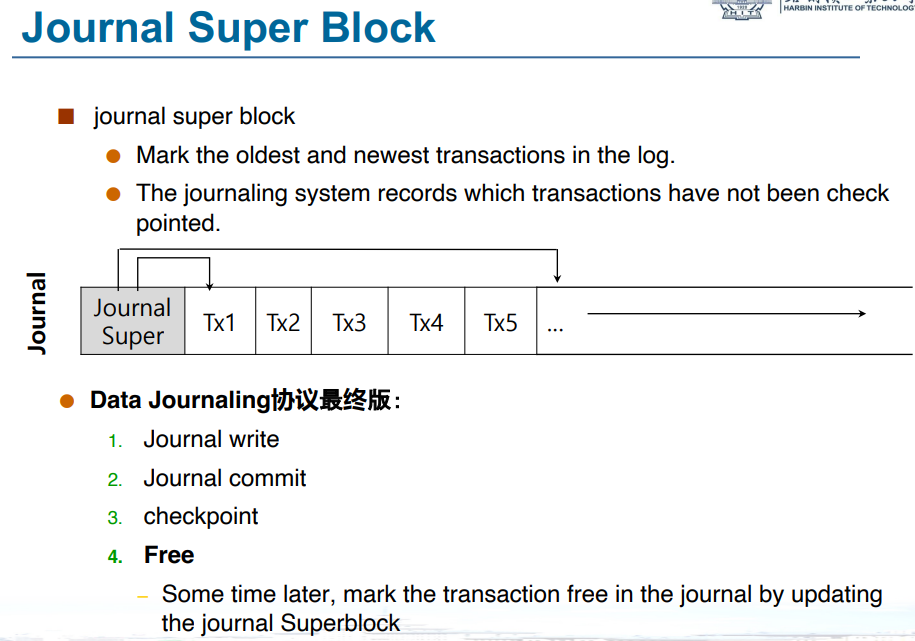 HARBIN INSTITUTE OF TECHNOLOGY
HIT
Journal Super Block
journal super block
Mark the oldest and newest transactions in the log.
The journaling system records which transactions have not been check
pointed.
Journal
Journal
Super
Tx1
Tx2
Tx3
Tx4
Tx5
...
Data Journaling协议最终版:
1. Journal write
2. Journal commit
3. checkpoint
4. Free
– Some time later, mark the transaction free in the journal by updating
the journal Superblock